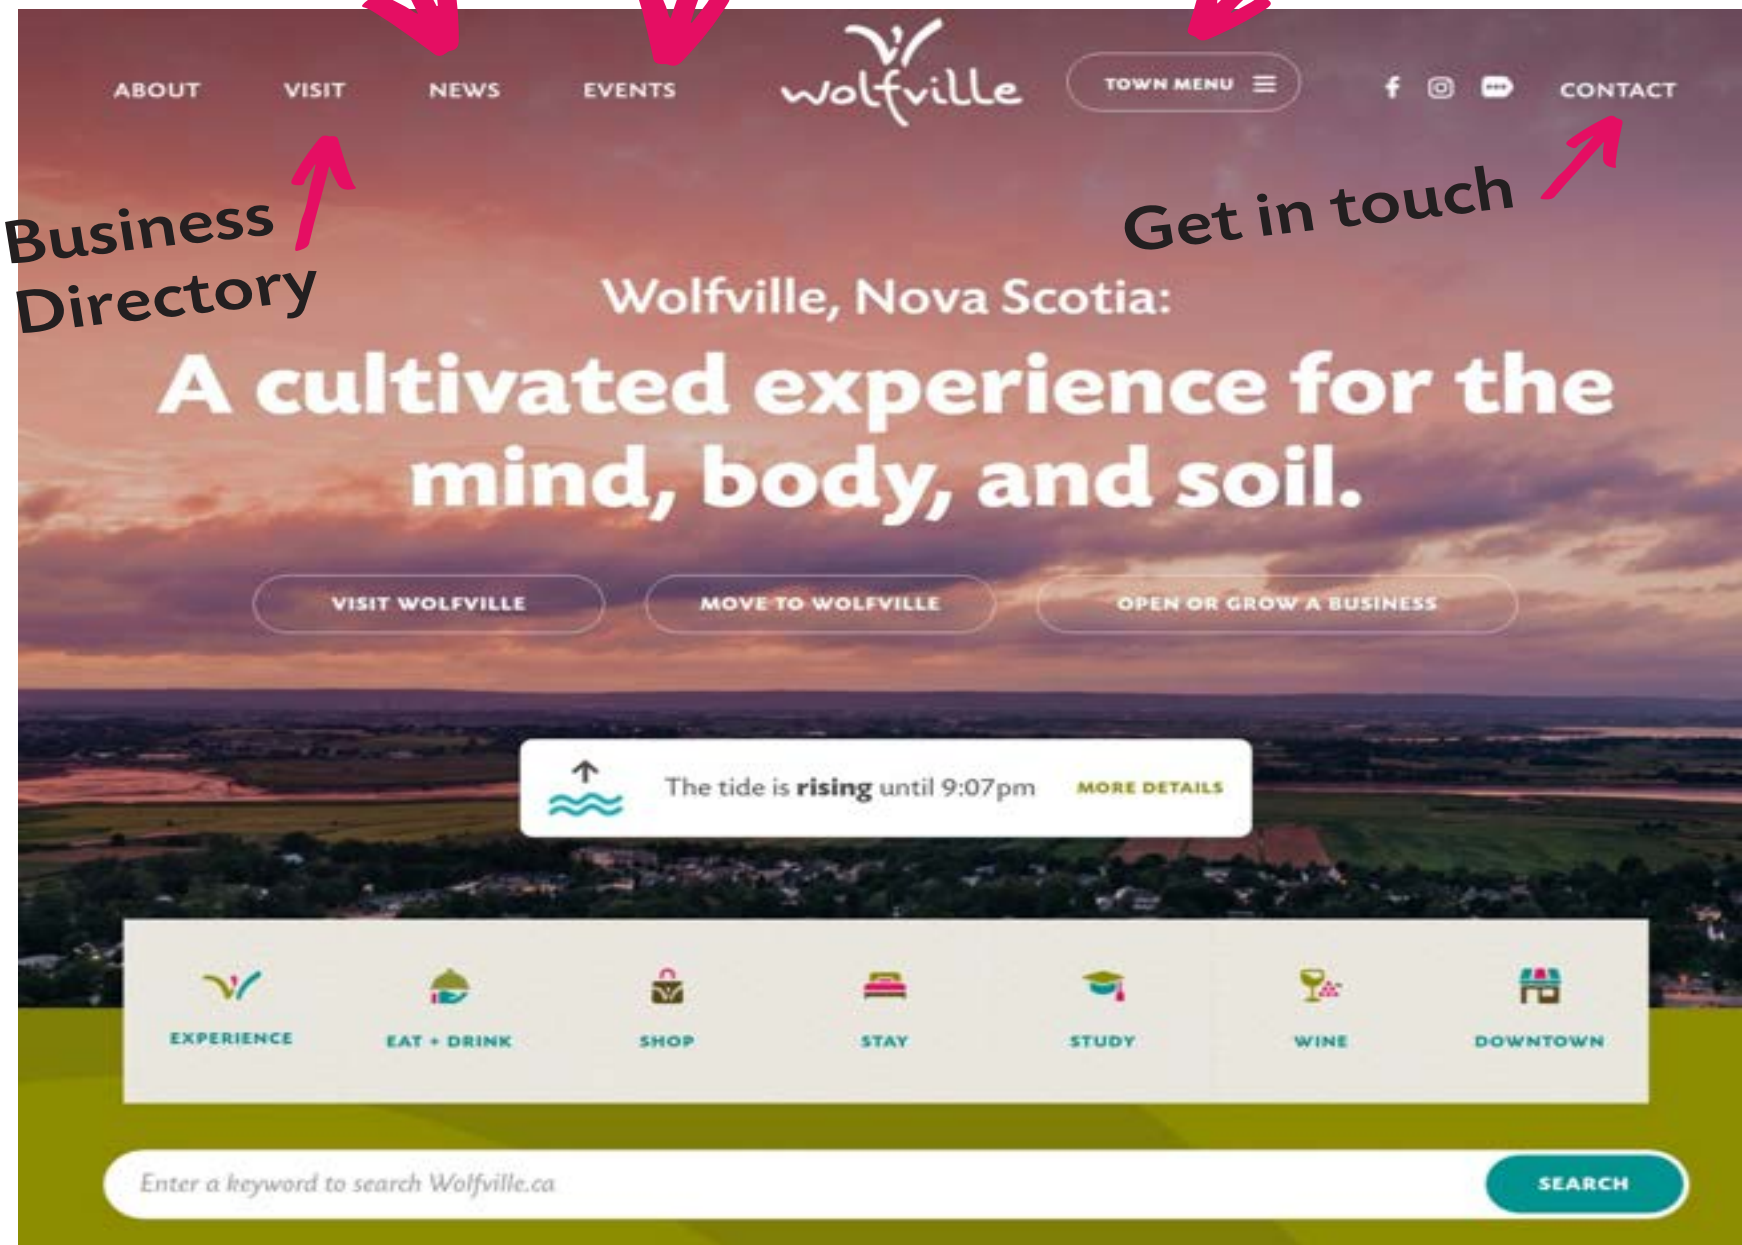 ABOUT VISIT NEWS EVENTS wolfville TOWN MENU CONTACT
Business
Directory
Get in touch
Wolfville, Nova Scotia:
A cultivated experience for the
mind, body, and soil.
VISIT WOLFVILLE MOVE TO WOLFVILLE OPEN OR GROW A BUSINESS
The tide is rising until 9:07pm MORE DETAILS
EXPERIENCE EAT + DRINK SHOP STAY STUDY WINE DOWNTOWN
Enter a keyword to search Wolfville.ca SEARCH